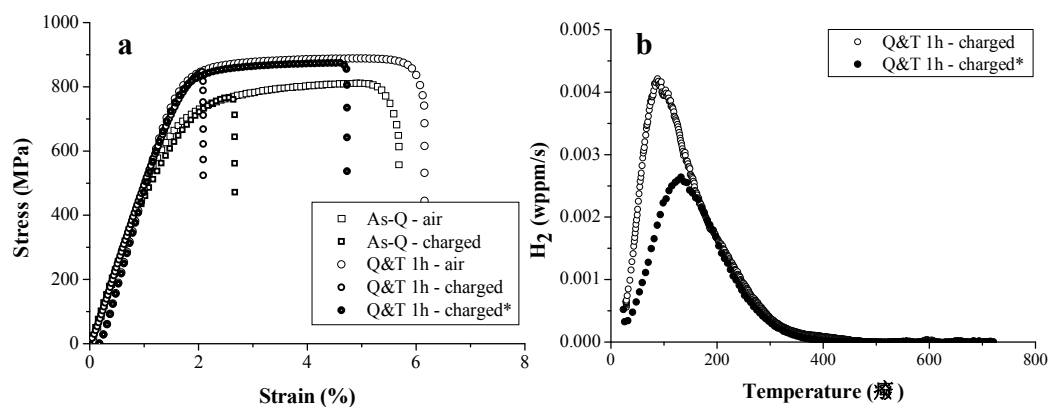 a
1000
800
600
400
200
0
Stress (MPa)
0 2 4 6 8
Strain (%)
As-Q - air
As-Q - charged
Q&T 1h - air
Q&T 1h - charged
Q&T 1h - charged*
b
0.005
0.004
0.003
0.002
0.001
0.000
H2 (wppm/s)
0 200 400 600 800
Temperature (癈)
Q&T 1h - charged
Q&T 1h - charged*